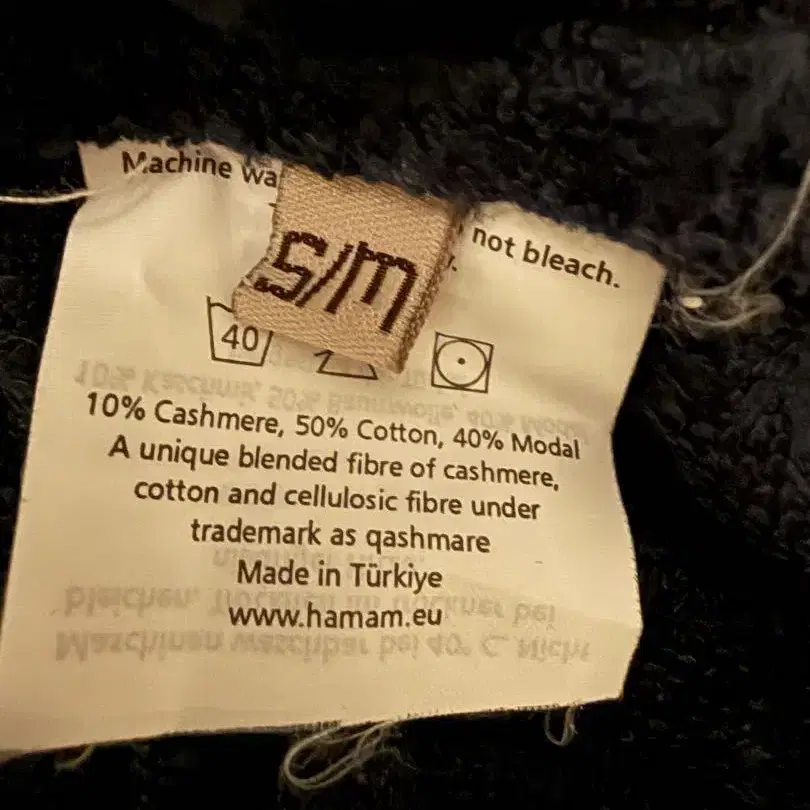 Machine wa
not bleach.
S/M
40
10% Cashmere, 50% Cotton, 40% Modal
A unique blended fibre of cashmere,
cotton and cellulosic fibre under
trademark as qashmare
Made in Türkiye
www.hamam.eu